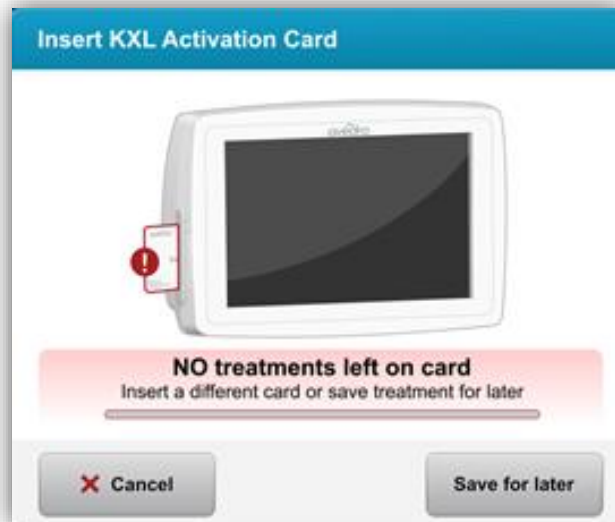 Insert KXL Activation Card
avedro
!
NO treatments left on card
Insert a different card or save treatment for later
Cancel
Save for later